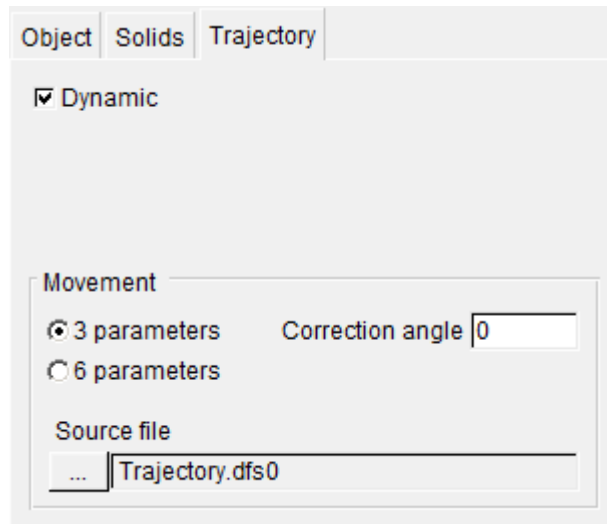 Object Solids Trajectory
Dynamic
Movement
3 parameters Correction angle 0
6 parameters
Source file
... Trajectory.dfs0